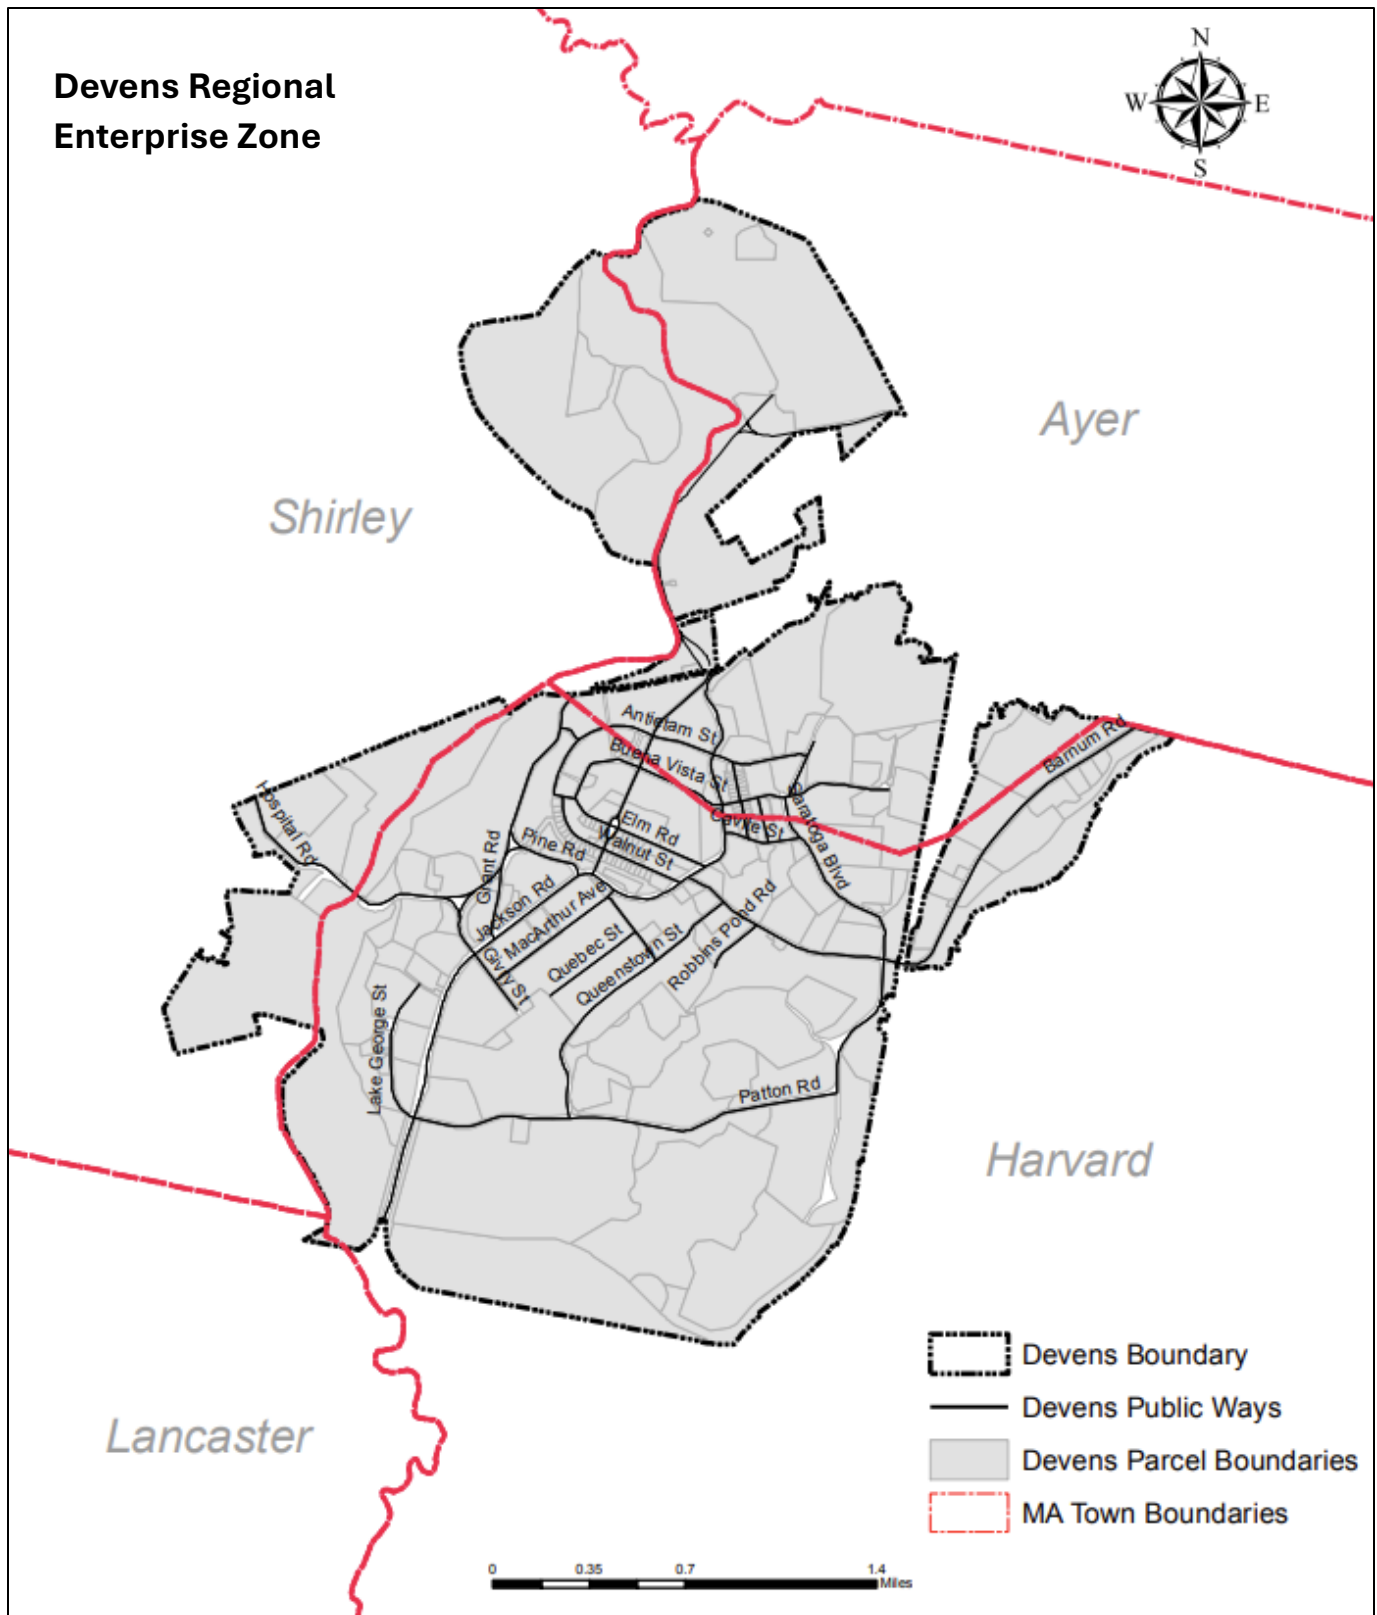 Devens Regional
Enterprise Zone
N
W
E
S
Ayer
Shirley
Antietam St
Buena Vista St
Barnum Rd
Hospital Rd
Saratoga Blvd
Elm Rd
Caville St
Walnut St
Pine Rd
Grant Rd
Jackson Rd
MacArthur Ave
Givry St
Quebec St
Queenstown St
Robbins Pond Rd
Lake George St
Patton Rd
Harvard
Lancaster
Devens Boundary
Devens Public Ways
Devens Parcel Boundaries
MA Town Boundaries
0 0.35 0.7 1.4
Miles